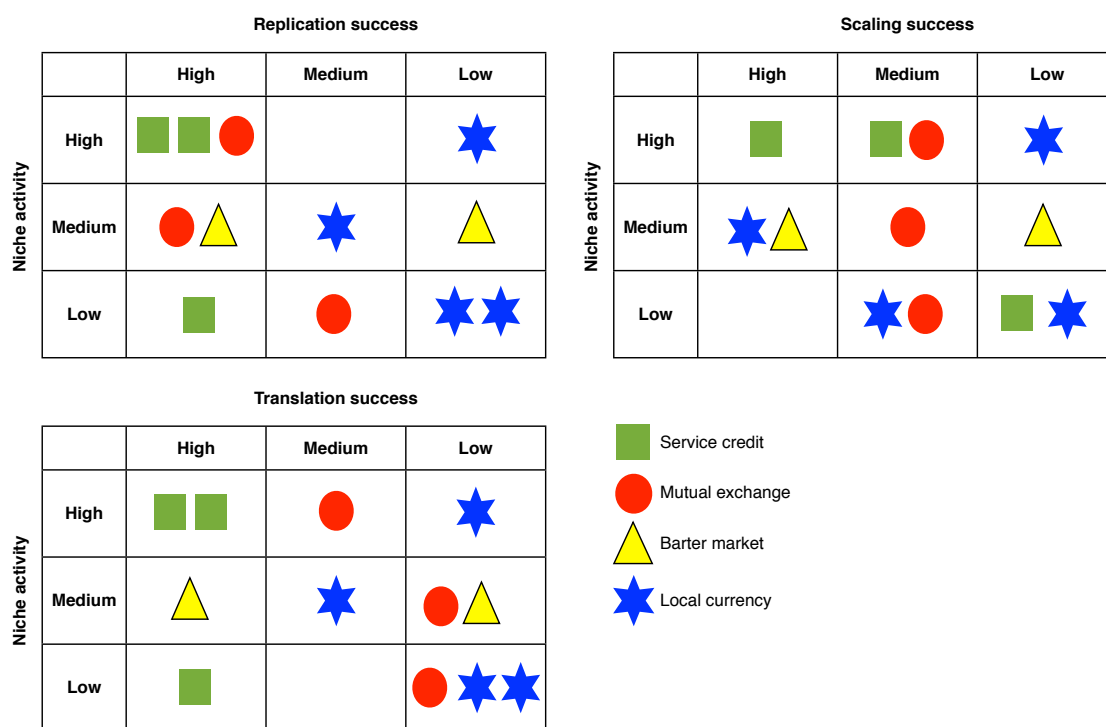 Replication success
High Medium Low
High
Medium
Low
Niche activity
Scaling success
High Medium Low
High
Medium
Low
Niche activity
Translation success
High Medium Low
High
Medium
Low
Niche activity
Service credit
Mutual exchange
Barter market
Local currency